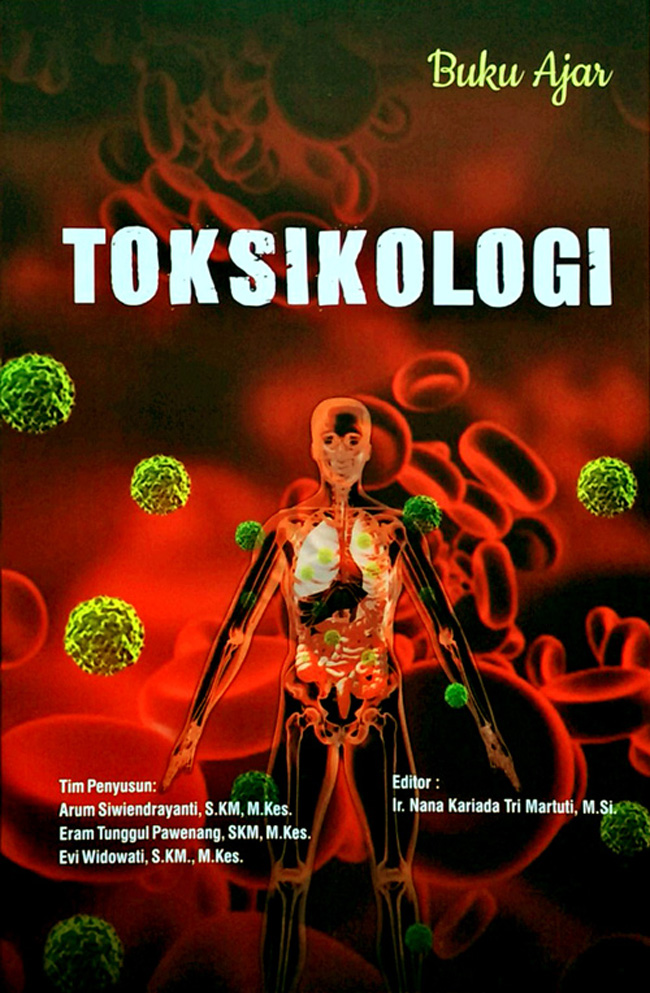 Buku Ajar
TOKSIKOLOGI
Tim Penyusun:
Arum Siwiendrayanti, S.KM, M.Kes.
Eram Tunggul Pawenang, SKM, M.Kes.
Evi Widowati, S.KM., M.Kes.
Editor :
Ir. Nana Kariada Tri Martuti, M.Si.